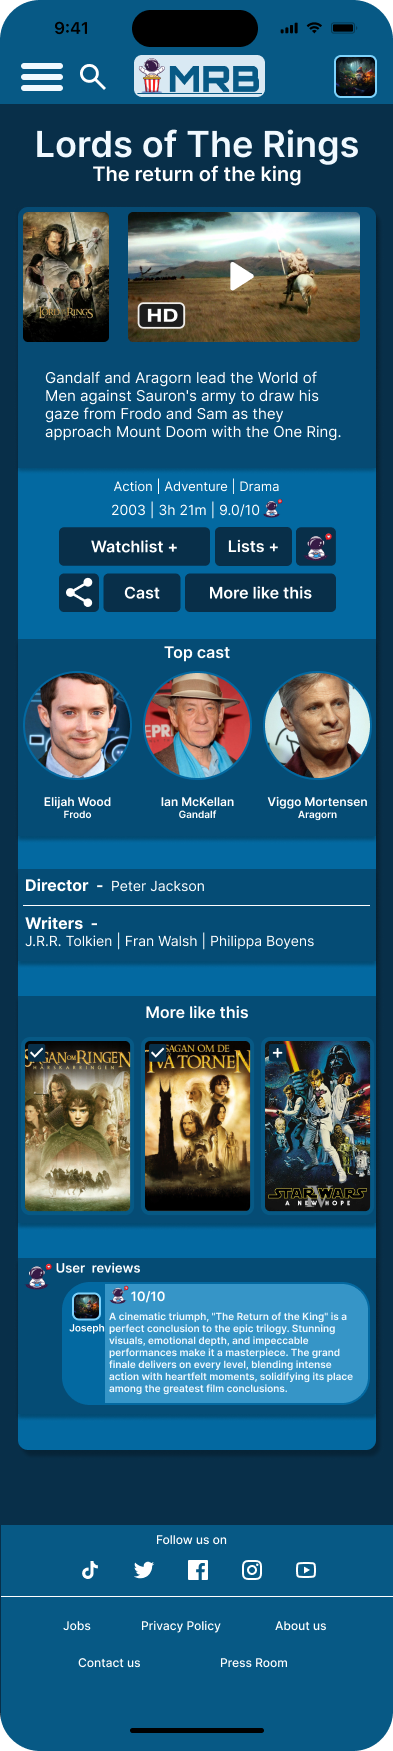 9:41
MRB
Lords of The Rings
The return of the king
THE LORD OF THE RINGS
HD
Gandalf and Aragorn lead the World of
Men against Sauron's army to draw his
gaze from Frodo and Sam as they
approach Mount Doom with the One Ring.
Action | Adventure | Drama
2003 | 3h 21m | 9.0/10
Watchlist +
Lists +
Cast
More like this
Top cast
EPR
Elijah Wood
Frodo
Ian McKellan
Gandalf
Viggo Mortensen
Aragorn
Director - Peter Jackson
Writers -
J.R.R. Tolkien | Fran Walsh | Philippa Boyens
More like this
SAGAN OM RINGEN
HÄRSKARRINGEN
SAGAN OM DE
TVÅ TORNEN
+
STAR WARS
IV
A NEW HOPE
User reviews
Joseph
10/10
A cinematic triumph, "The Return of the King" is a
perfect conclusion to the epic trilogy. Stunning
visuals, emotional depth, and impeccable
performances make it a masterpiece. The grand
finale delivers on every level, blending intense
action with heartfelt moments, solidifying its place
among the greatest film conclusions.
Follow us on
Jobs
Privacy Policy
About us
Contact us
Press Room